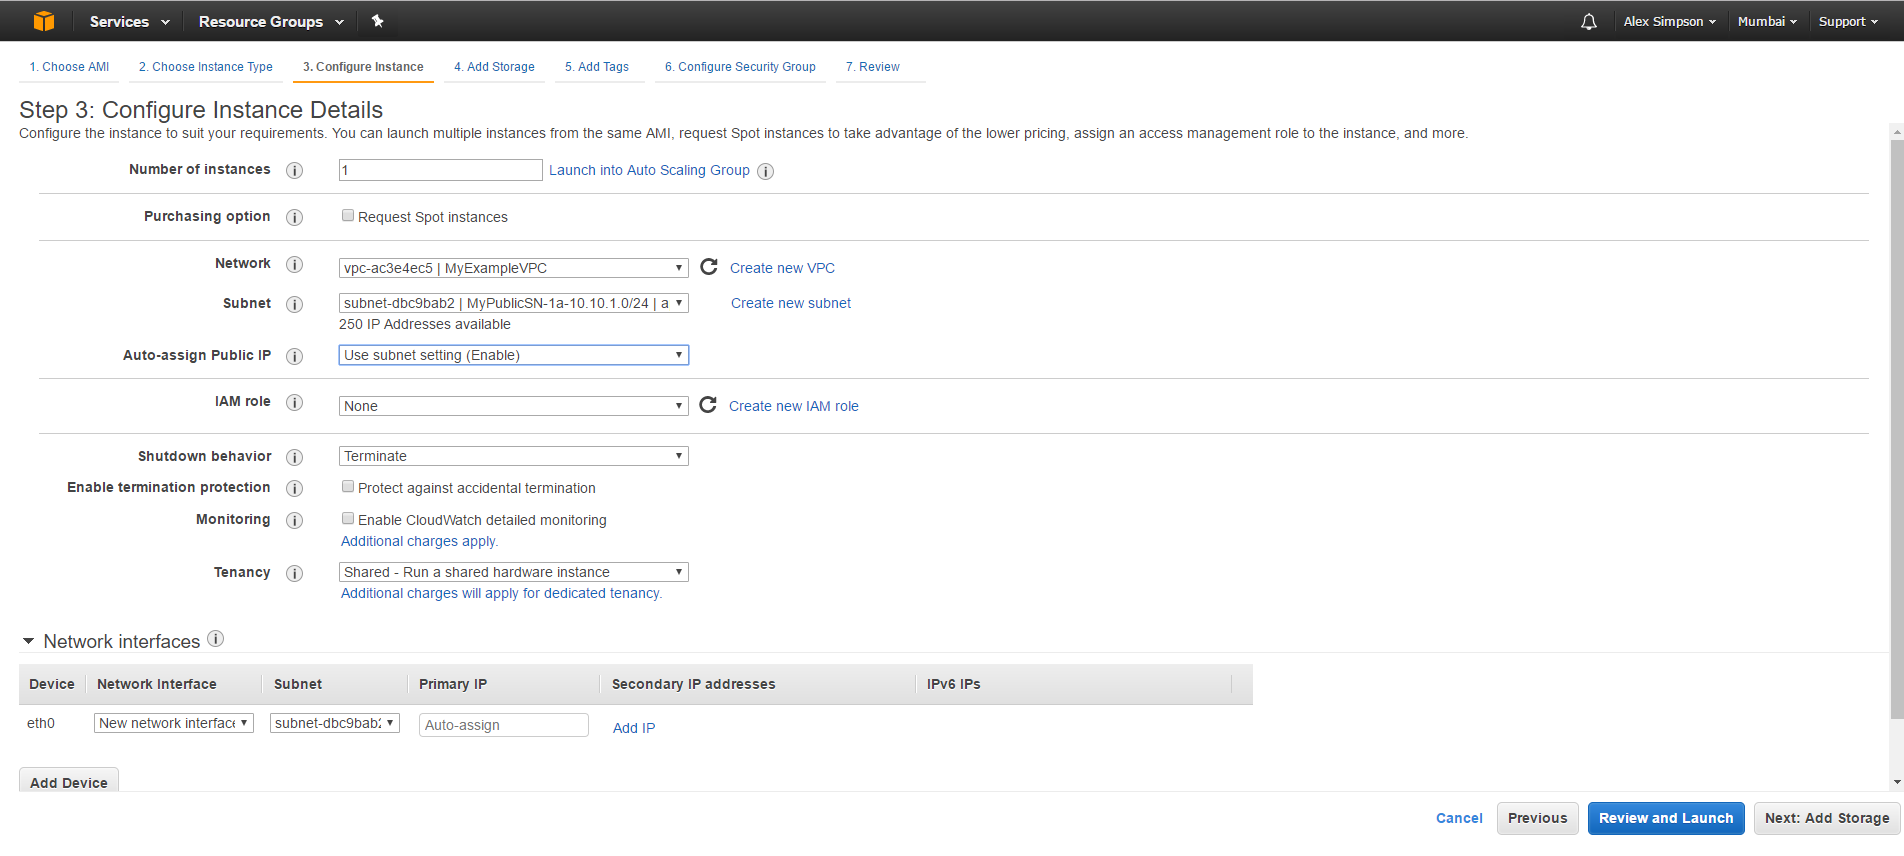 Services Resource Groups Alex Simpson Mumbai Support
1. Choose AMI 2. Choose Instance Type 3. Configure Instance 4. Add Storage 5. Add Tags 6. Configure Security Group 7. Review
Step 3: Configure Instance Details
Configure the instance to suit your requirements. You can launch multiple instances from the same AMI, request Spot instances to take advantage of the lower pricing, assign an access management role to the instance, and more.
Number of instances i 1 Launch into Auto Scaling Group i
Purchasing option i Request Spot instances
Network i vpc-ac3e4ec5 | MyExampleVPC Create new VPC
Subnet i subnet-dbc9bab2 | MyPublicSN-1a-10.10.1.0/24 | a Create new subnet
250 IP Addresses available
Auto-assign Public IP i Use subnet setting (Enable)
IAM role i None Create new IAM role
Shutdown behavior i Terminate
Enable termination protection i Protect against accidental termination
Monitoring i Enable CloudWatch detailed monitoring
Additional charges apply.
Tenancy i Shared - Run a shared hardware instance
Additional charges will apply for dedicated tenancy.
Network interfaces i
Device Network Interface Subnet Primary IP Secondary IP addresses IPv6 IPs
eth0 New network interface subnet-dbc9bab2 Auto-assign Add IP
Add Device
Cancel Previous Review and Launch Next: Add Storage